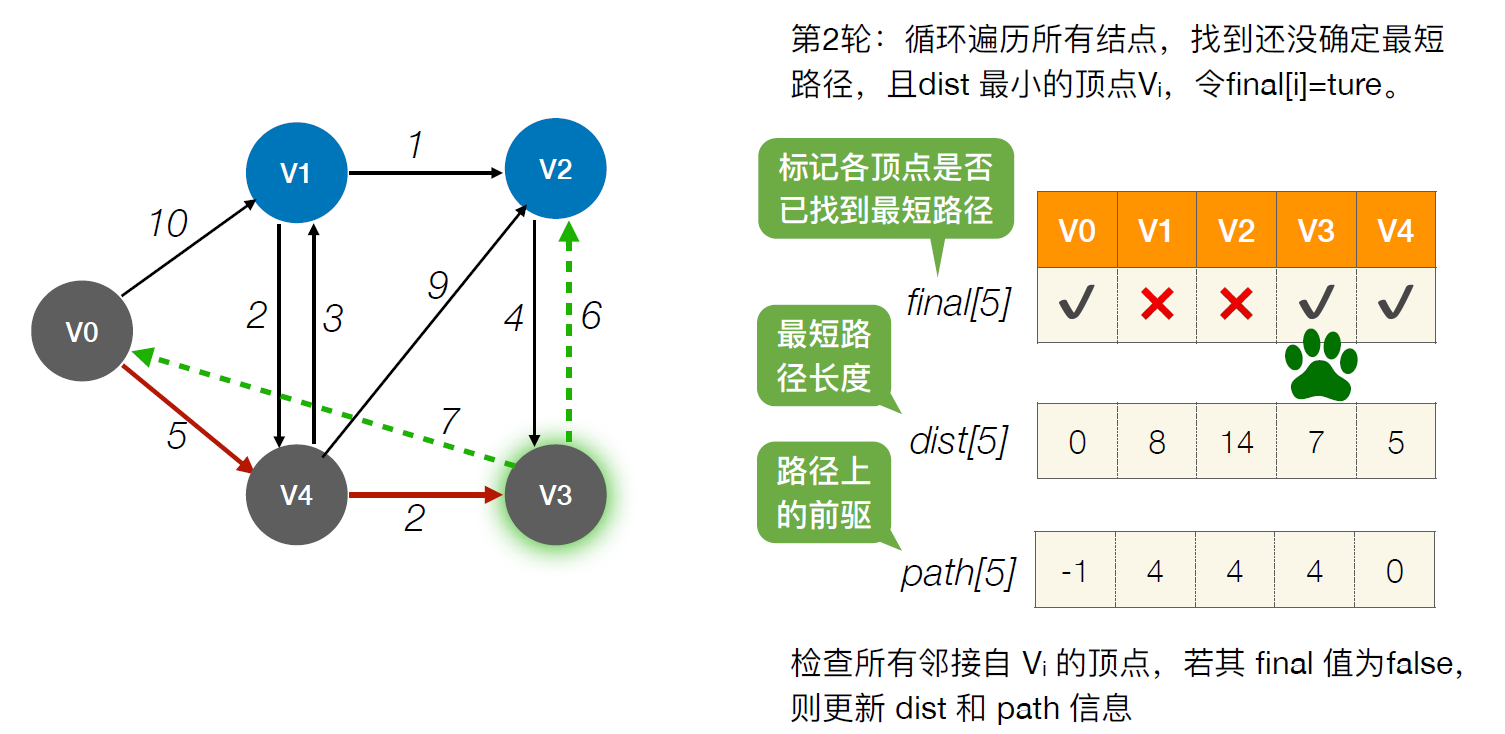 第2轮：循环遍历所有结点，找到还没确定最短
路径，且dist 最小的顶点Vᵢ，令final[i]=ture。
标记各顶点是否
已找到最短路径
V0 V1 V2 V3 V4
final[5]
✓ ✕ ✕ ✓ ✓
最短路
径长度
dist[5]
0 8 14 7 5
路径上
的前驱
path[5]
-1 4 4 4 0
检查所有邻接自 Vᵢ 的顶点，若其 final 值为false，
则更新 dist 和 path 信息
V1
1
V2
10
2
3
9
4
6
V0
5
7
V4
2
V3